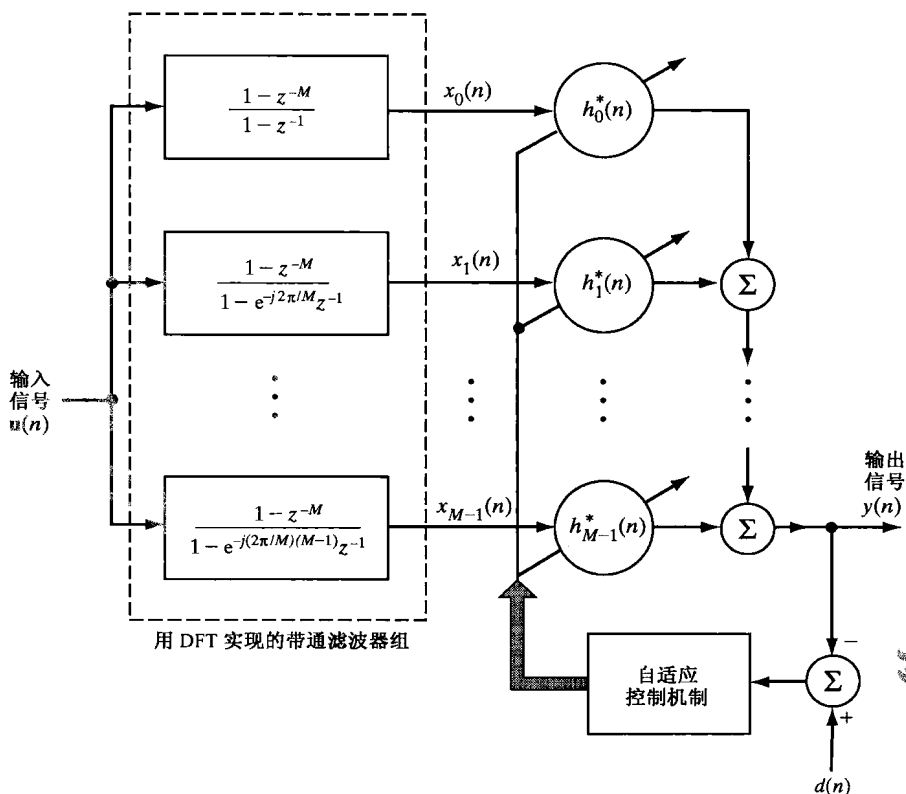 1 − z^{-M}
1 − z^{-1}
x_0(n)
h_0^*(n)
1 − z^{-M}
1 − e^{-j2π/M}z^{-1}
x_1(n)
h_1^*(n)
Σ
输入
信号
u(n)
1 − z^{-M}
1 − e^{-j(2π/M)(M−1)}z^{-1}
x_{M−1}(n)
h_{M−1}^*(n)
Σ
输出
信号
y(n)
用 DFT 实现的带通滤波器组
自适应
控制机制
−
Σ
+
d(n)